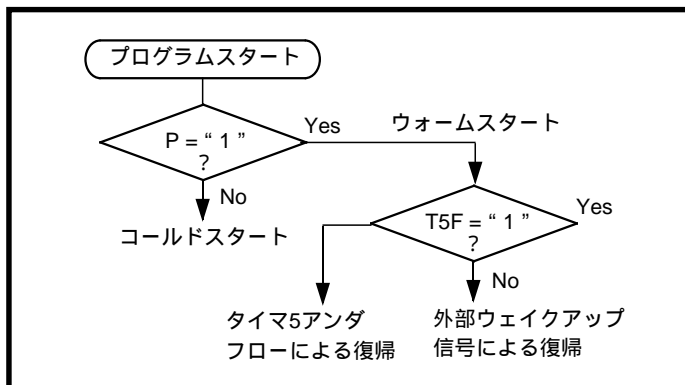 プログラムスタート
P = “ 1 ”
?
Yes
ウォームスタート
No
コールドスタート
T5F = “ 1 ”
?
Yes
No
タイマ5アンダ
フローによる復帰
外部ウェイクアップ
信号による復帰